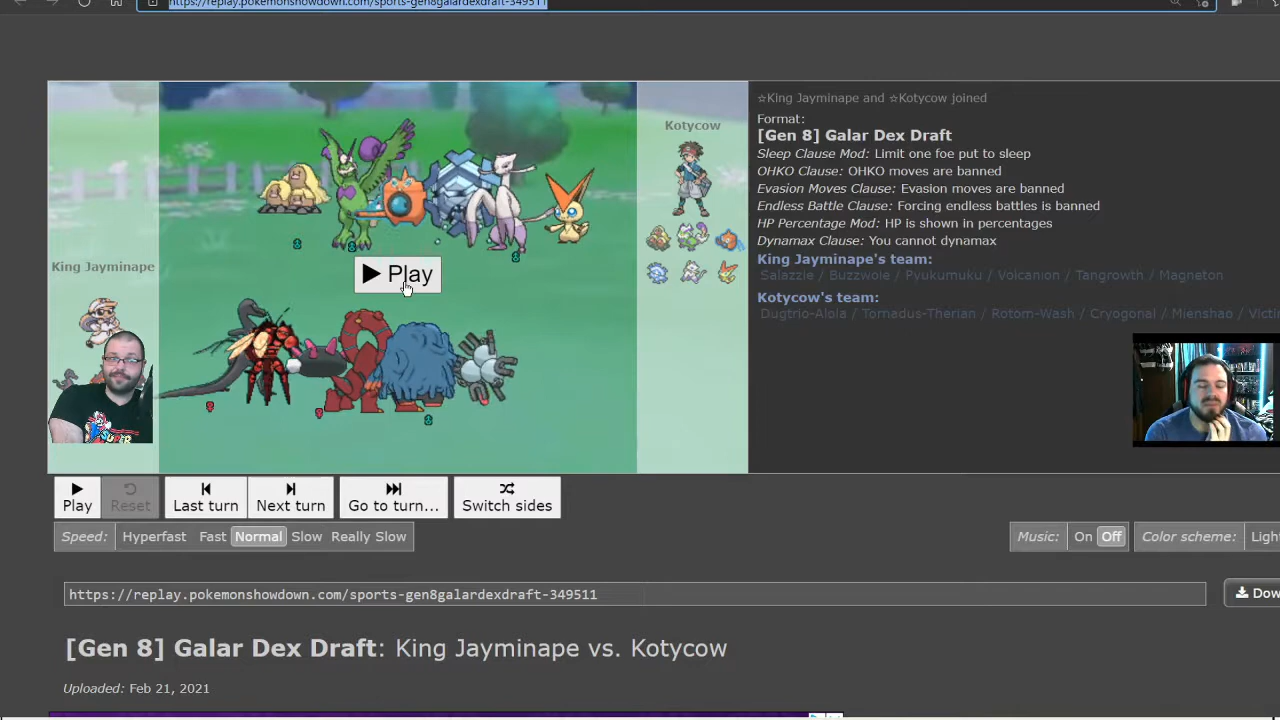 https://replay.pokemonshowdown.com/sports-gen8galardexdraft-349511
King Jayminape
Kotycow
Play
☆King Jayminape and ☆Kotycow joined
Format:
[Gen 8] Galar Dex Draft
Sleep Clause Mod: Limit one foe put to sleep
OHKO Clause: OHKO moves are banned
Evasion Moves Clause: Evasion moves are banned
Endless Battle Clause: Forcing endless battles is banned
HP Percentage Mod: HP is shown in percentages
Dynamax Clause: You cannot dynamax
King Jayminape's team:
Salazzle / Buzzwole / Pyukumuku / Volcanion / Tangrowth / Magneton
Kotycow's team:
Dugtrio-Alola / Tornadus-Therian / Rotom-Wash / Cryogonal / Mienshao / Victi
Play Reset Last turn Next turn Go to turn... Switch sides
Speed: Hyperfast Fast Normal Slow Really Slow Music: On Off Color scheme: Ligh
https://replay.pokemonshowdown.com/sports-gen8galardexdraft-349511 Dow
[Gen 8] Galar Dex Draft: King Jayminape vs. Kotycow
Uploaded: Feb 21, 2021